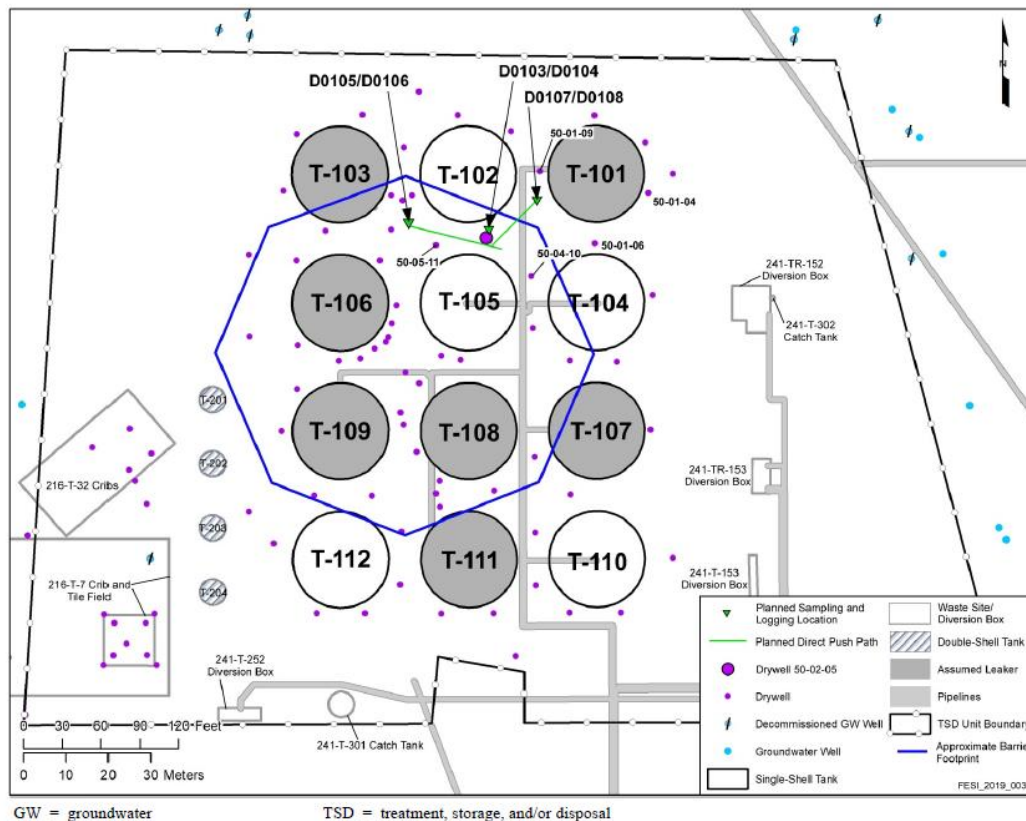 N
D0105/D0106
D0103/D0104
D0107/D0108
50-01-09
T-103
T-102
T-101
50-01-04
50-05-11
50-04-10
50-01-06
241-TR-152
Diversion Box
241-T-302
Catch Tank
T-106
T-105
T-104
T-201
T-109
T-108
T-107
T-202
216-T-32 Cribs
241-TR-153
Diversion Box
T-203
T-112
T-111
T-110
216-T-7 Crib and
Tile Field
T-204
241-T-153
Diversion Box
241-T-252
Diversion Box
241-T-301 Catch Tank
0 30 60 90 120 Feet
0 10 20 30 Meters
Planned Sampling and
Logging Location
Planned Direct Push Path
Drywell 50-02-05
Drywell
Decommissioned GW Well
Groundwater Well
Single-Shell Tank
Waste Site/
Diversion Box
Double-Shell Tank
Assumed Leaker
Pipelines
TSD Unit Boundary
Approximate Barrier
Footprint
FESI_2019_003
GW = groundwater TSD = treatment, storage, and/or disposal